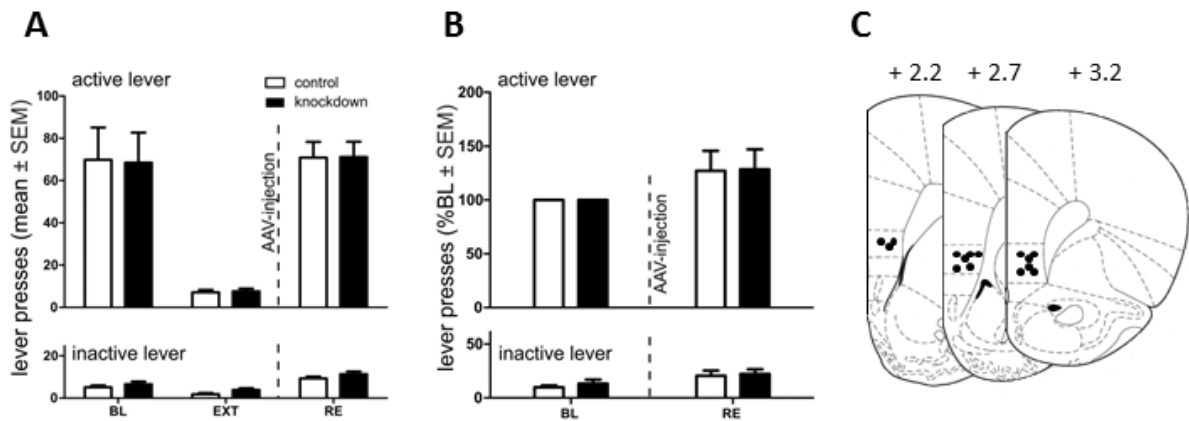 A
B
C
active lever
control
knockdown
lever presses (mean ± SEM)
100
80
60
40
20
0
AAV-injection
inactive lever
20
0
BL EXT RE
active lever
lever presses (%BL ± SEM)
200
150
100
50
0
AAV-injection
inactive lever
50
0
BL RE
+ 2.2 + 2.7 + 3.2